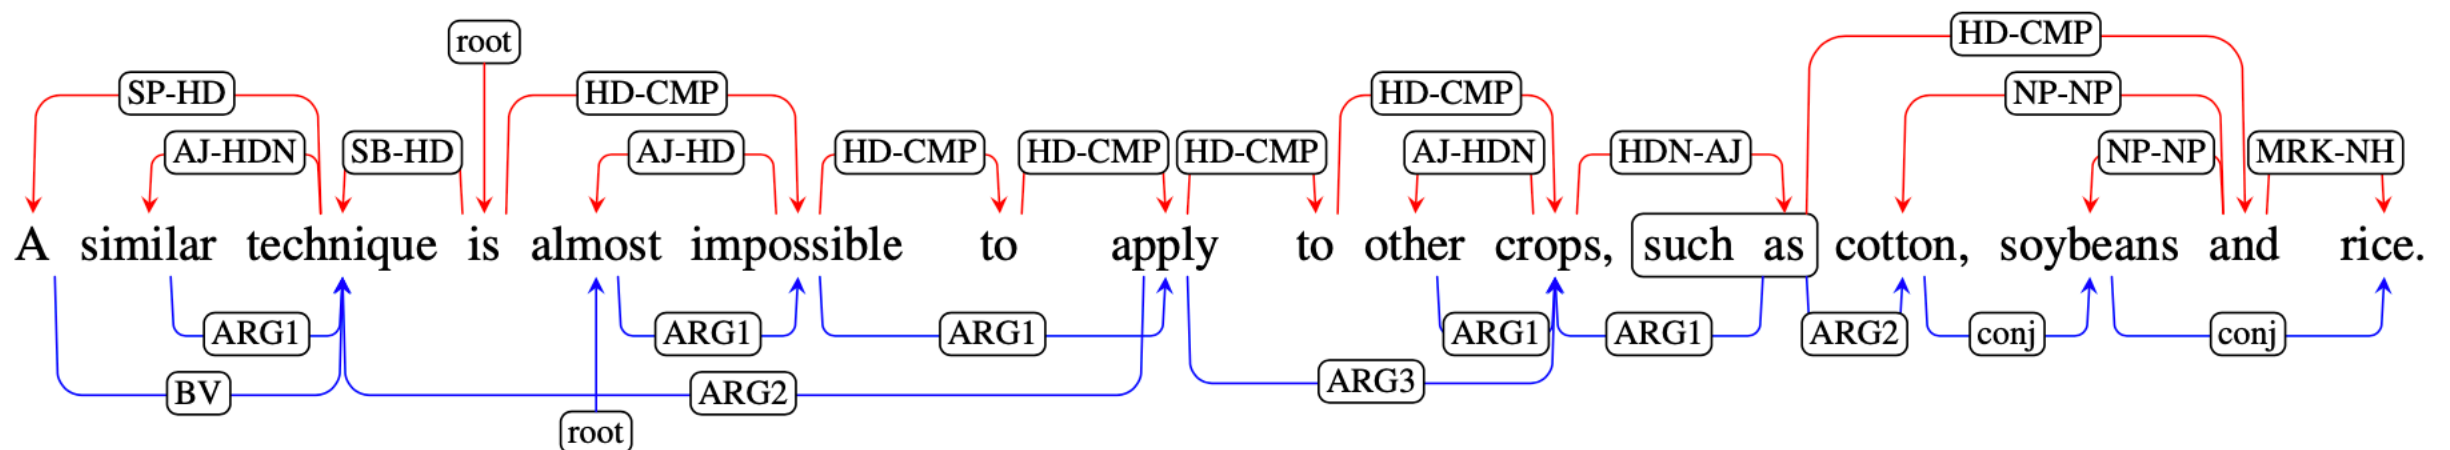 HD-CMP
root
SP-HD HD-CMP HD-CMP NP-NP
AJ-HDN SB-HD AJ-HD HD-CMP HD-CMP HD-CMP AJ-HDN HDN-AJ NP-NP MRK-NH
A similar technique is almost impossible to apply to other crops, such as cotton, soybeans and rice.
ARG1 ARG1 ARG1 ARG1 ARG1 ARG2 conj conj
BV ARG2 ARG3
root